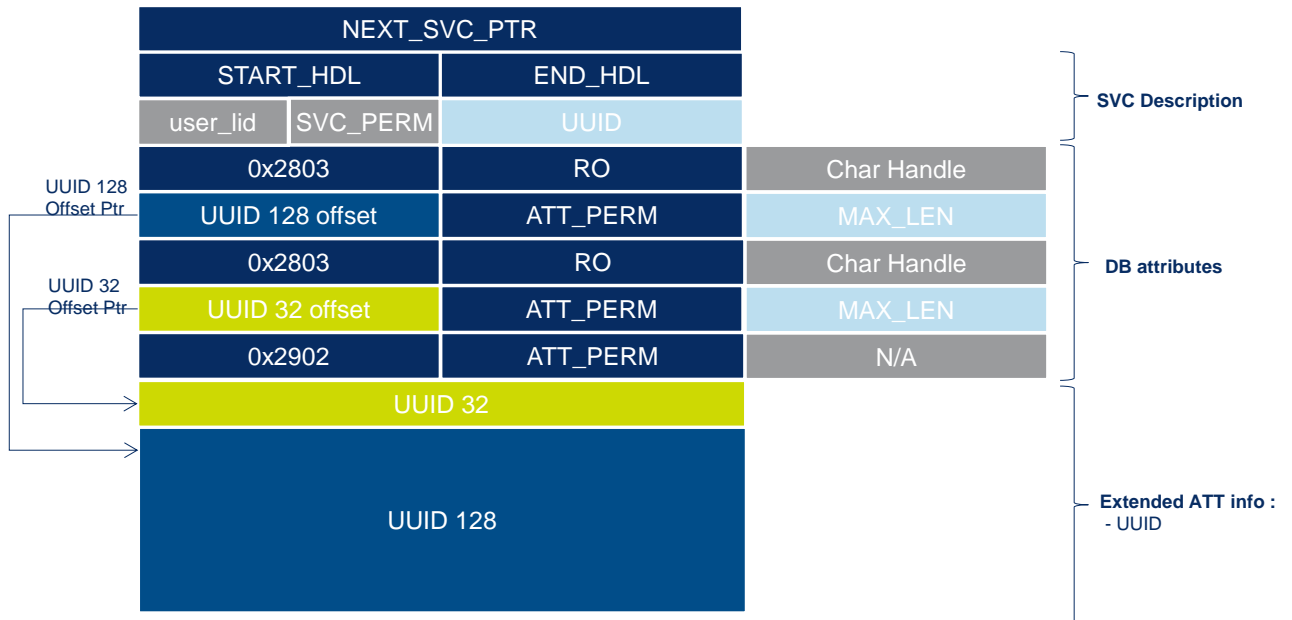 NEXT_SVC_PTR
START_HDL END_HDL
SVC Description
user_lid SVC_PERM UUID
0x2803 RO Char Handle
UUID 128
Offset Ptr
UUID 128 offset ATT_PERM MAX_LEN
0x2803 RO Char Handle
DB attributes
UUID 32
Offset Ptr
UUID 32 offset ATT_PERM MAX_LEN
0x2902 ATT_PERM N/A
UUID 32
UUID 128
Extended ATT info :
- UUID